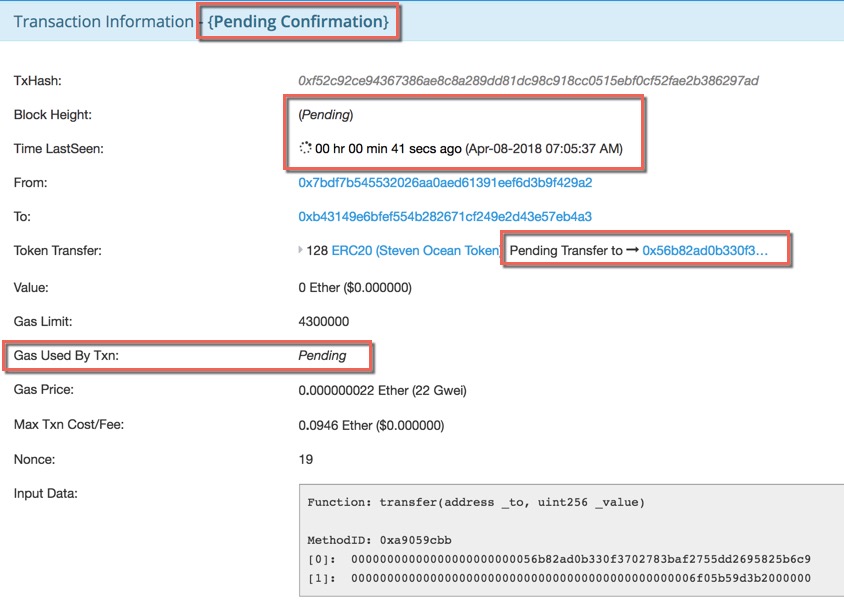 Transaction Information - {Pending Confirmation}
TxHash: 0xf52c92ce94367386ae8c8a289dd81dc98c918cc0515ebf0cf52fae2b386297ad
Block Height: (Pending)
Time LastSeen: 00 hr 00 min 41 secs ago (Apr-08-2018 07:05:37 AM)
From: 0x7bdf7b545532026aa0aed61391eef6d3b9f429a2
To: 0xb43149e6bfef554b282671cf249e2d43e57eb4a3
Token Transfer: 128 ERC20 (Steven Ocean Token) Pending Transfer to → 0x56b82ad0b330f3...
Value: 0 Ether ($0.000000)
Gas Limit: 4300000
Gas Used By Txn: Pending
Gas Price: 0.000000022 Ether (22 Gwei)
Max Txn Cost/Fee: 0.0946 Ether ($0.000000)
Nonce: 19
Input Data:
Function: transfer(address _to, uint256 _value)
MethodID: 0xa9059cbb
[0]: 00000000000000000000000056b82ad0b330f3702783baf2755dd2695825b6c9
[1]: 000000000000000000000000000000000000000000000006f05b59d3b2000000